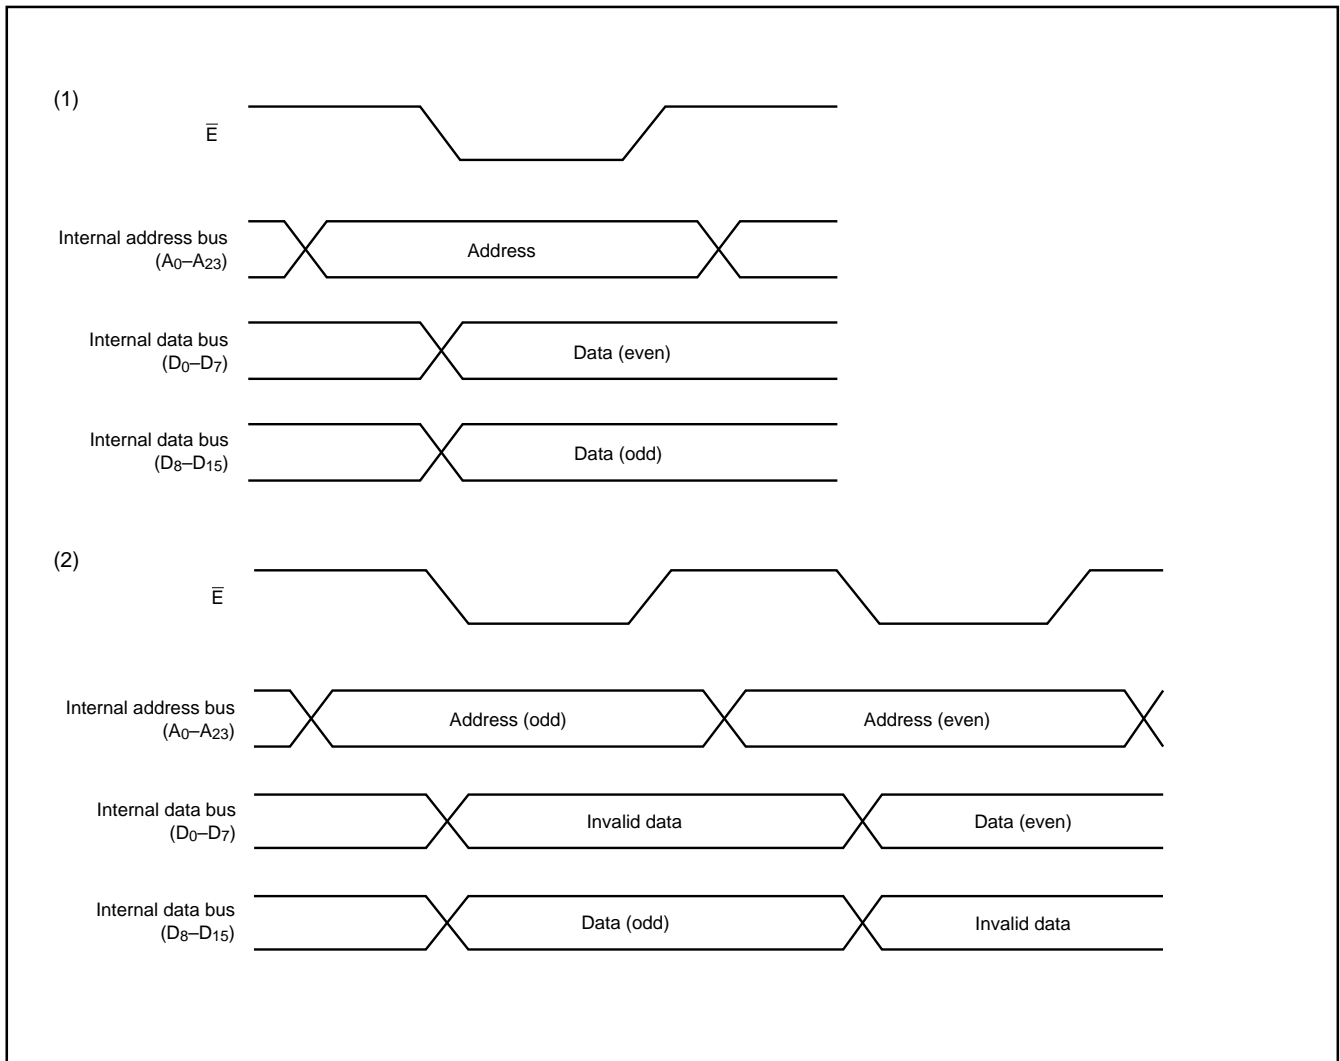 (1)
E̅
Internal address bus
(A₀–A₂₃)
Address
Internal data bus
(D₀–D₇)
Data (even)
Internal data bus
(D₈–D₁₅)
Data (odd)
(2)
E̅
Internal address bus
(A₀–A₂₃)
Address (odd)
Address (even)
Internal data bus
(D₀–D₇)
Invalid data
Data (even)
Internal data bus
(D₈–D₁₅)
Data (odd)
Invalid data